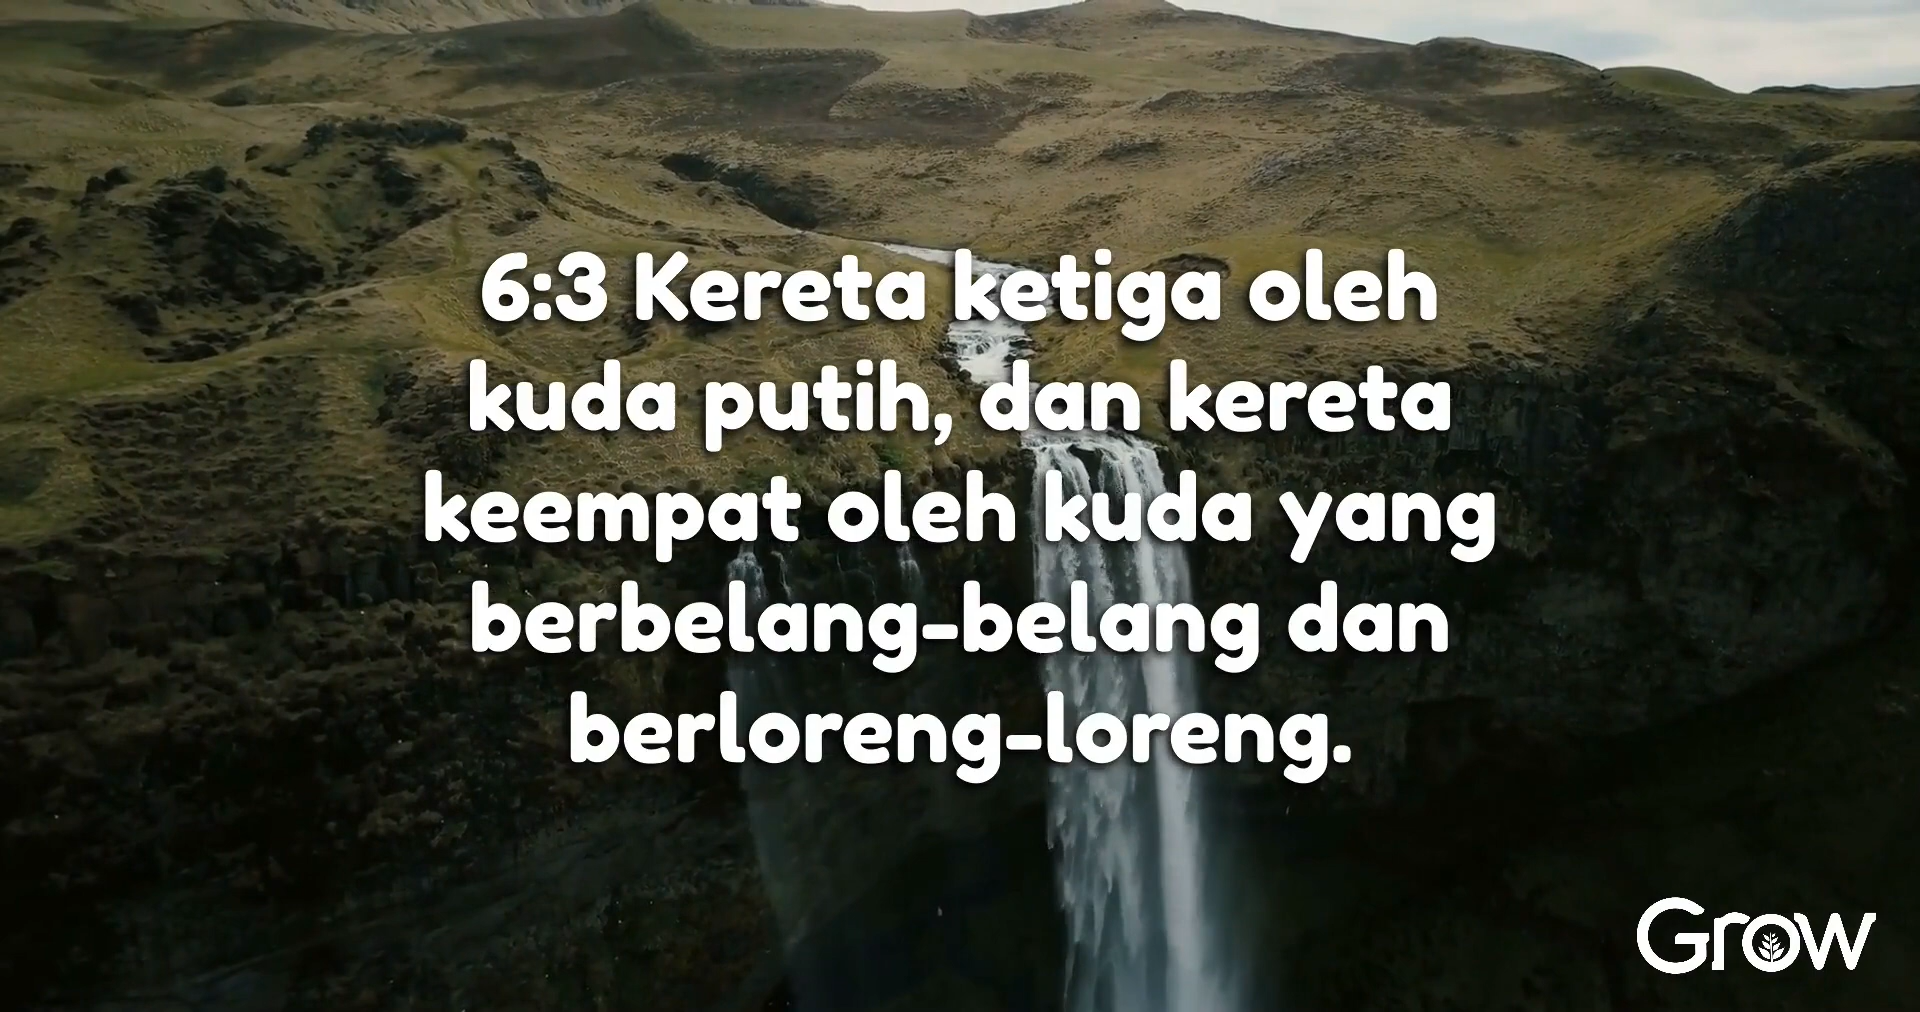 6:3 Kereta ketiga oleh
kuda putih, dan kereta
keempat oleh kuda yang
berbelang-belang dan
berloreng-loreng.
Grow